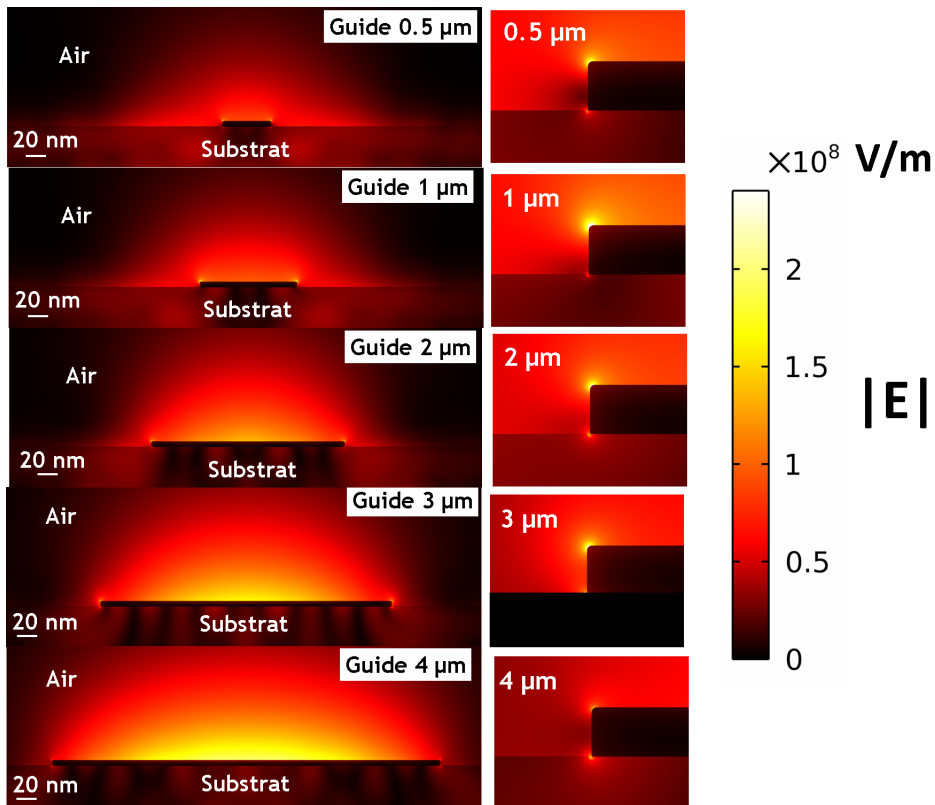 Guide 0.5 µm
Air
20 nm
Substrat
0.5 µm
Guide 1 µm
Air
20 nm
Substrat
1 µm
Guide 2 µm
Air
20 nm
Substrat
2 µm
Guide 3 µm
Air
20 nm
Substrat
3 µm
Guide 4 µm
Air
20 nm
Substrat
4 µm
×10⁸ V/m
2
1.5
1
0.5
0
|E|